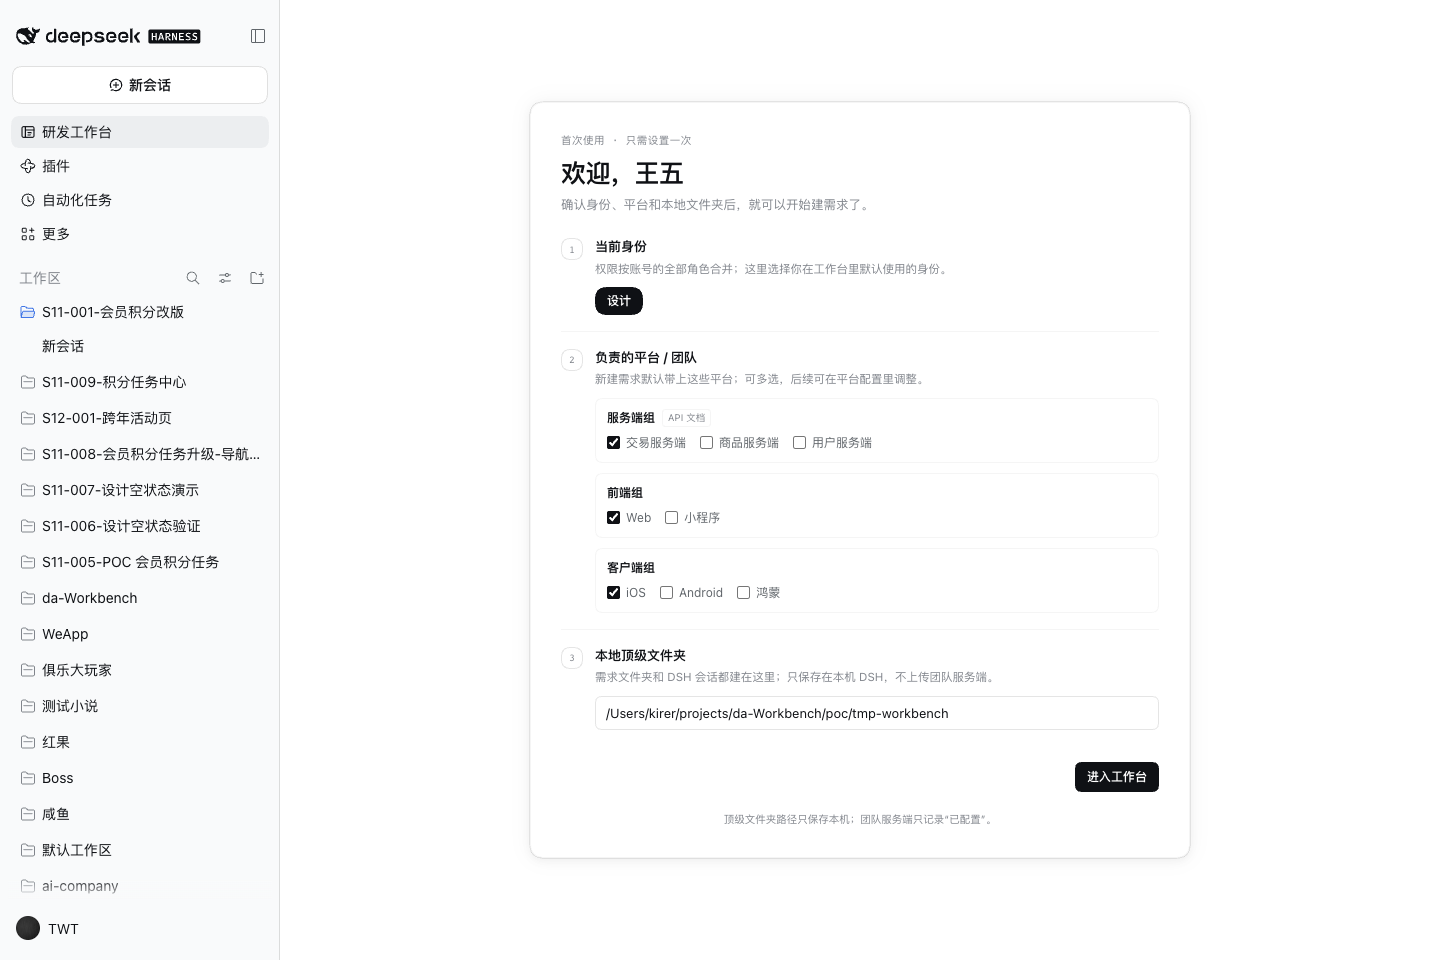 deepseek HARNESS
新会话
研发工作台
插件
自动化任务
更多
工作区
S11-001-会员积分改版
新会话
S11-009-积分任务中心
S12-001-跨年活动页
S11-008-会员积分任务升级-导航...
S11-007-设计空状态演示
S11-006-设计空状态验证
S11-005-POC 会员积分任务
da-Workbench
WeApp
俱乐大玩家
测试小说
红果
Boss
咸鱼
默认工作区
ai-company
TWT
首次使用 · 只需设置一次
欢迎，王五
确认身份、平台和本地文件夹后，就可以开始建需求了。
1 当前身份
权限按账号的全部角色合并；这里选择你在工作台里默认使用的身份。
设计
2 负责的平台 / 团队
新建需求默认带上这些平台；可多选，后续可在平台配置里调整。
服务端组 API 文档
交易服务端 商品服务端 用户服务端
前端组
Web 小程序
客户端组
iOS Android 鸿蒙
3 本地顶级文件夹
需求文件夹和 DSH 会话都建在这里；只保存在本机 DSH，不上传团队服务端。
/Users/kirer/projects/da-Workbench/poc/tmp-workbench
进入工作台
顶级文件夹路径只保存本机；团队服务端只记录“已配置”。